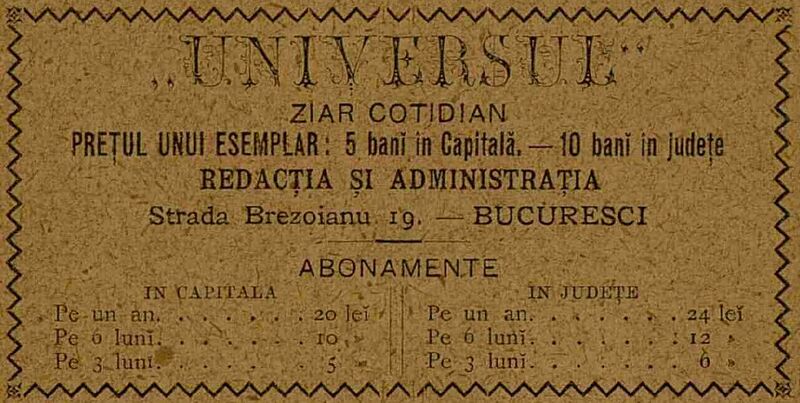 „UNIVERSUL“
ZIAR COTIDIAN
PREȚUL UNUI ESEMPLAR: 5 banĭ in Capitală. — 10 banĭ in județe
REDACȚIA ȘI ADMINISTRAȚIA
Strada Brezoianu 19. — BUCURESCI
ABONAMENTE
IN CAPITALA
Pe un an. . . . . . . 20 leĭ
Pe 6 lunĭ. . . . . . . 10 »
Pe 3 lunĭ. . . . . . . 5 »
IN JUDEȚE
Pe un an. . . . . . . 24 leĭ
Pe 6 lunĭ. . . . . . . 12 »
Pe 3 lunĭ. . . . . . . 6 »